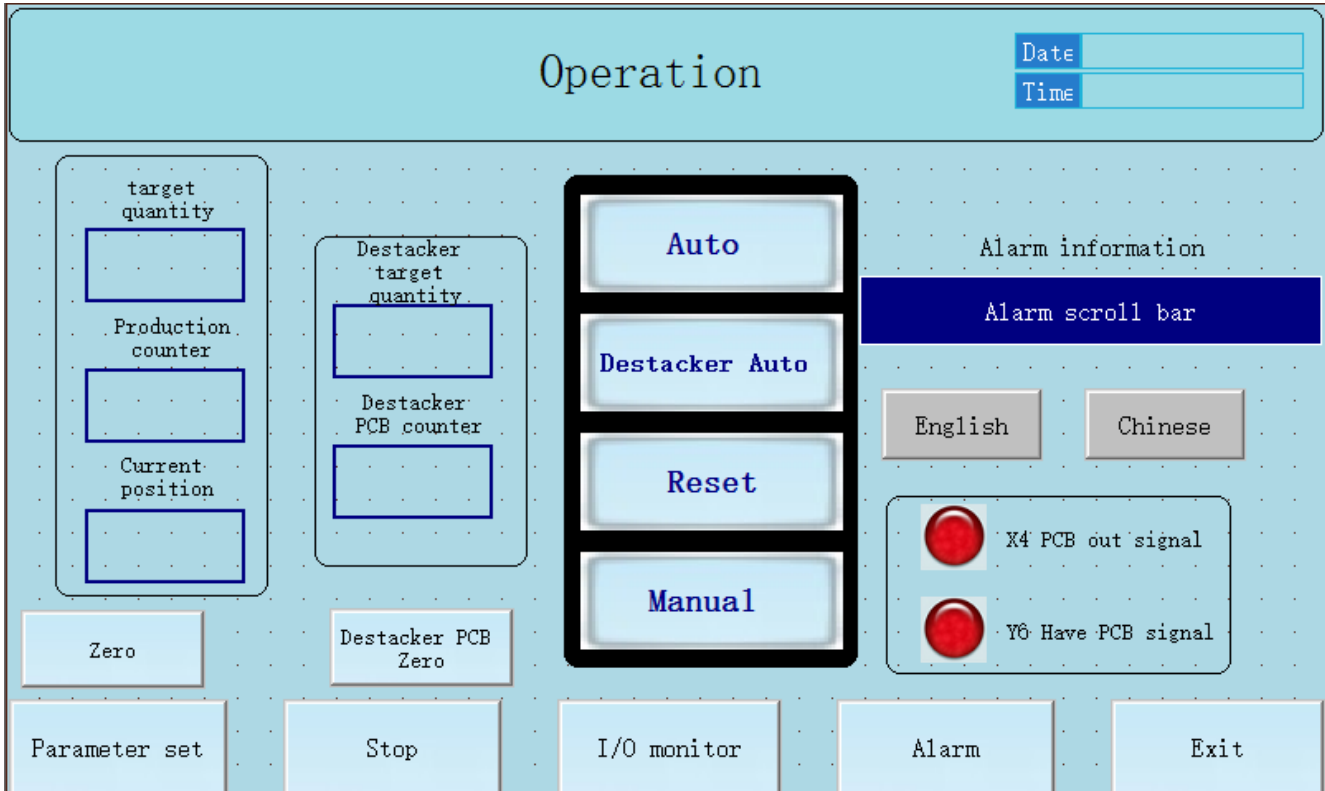 Operation
Date
Time
target
quantity
Production
counter
Current
position
Destacker
target
quantity
Destacker
PCB counter
Auto
Destacker Auto
Reset
Manual
Alarm information
Alarm scroll bar
English
Chinese
X4 PCB out signal
Y6 Have PCB signal
Zero
Destacker PCB
Zero
Parameter set
Stop
I/O monitor
Alarm
Exit